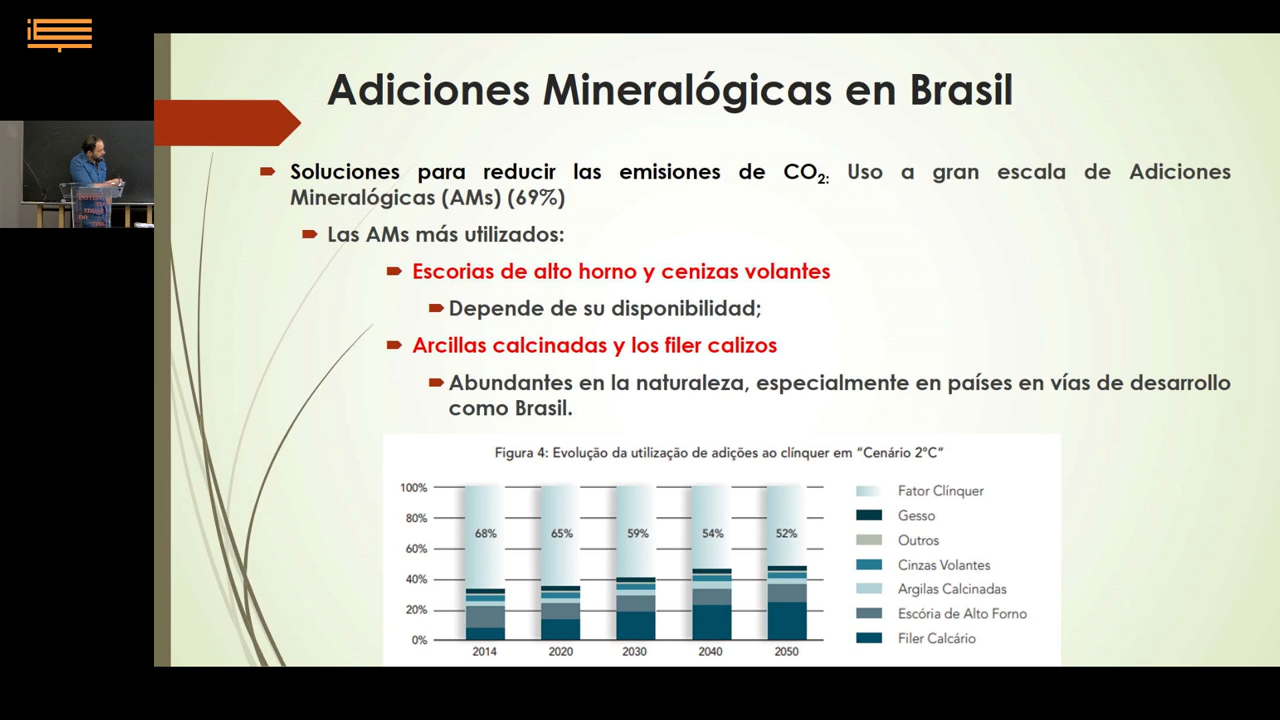 Adiciones Mineralógicas en Brasil
Soluciones para reducir las emisiones de CO2: Uso a gran escala de Adiciones
Mineralógicas (AMs) (69%)
Las AMs más utilizados:
Escorias de alto horno y cenizas volantes
Depende de su disponibilidad;
Arcillas calcinadas y los filer calizos
Abundantes en la naturaleza, especialmente en países en vías de desarrollo
como Brasil.
Figura 4: Evolução da utilização de adições ao clínquer em "Cenário 2°C"
100%
80%
60%
40%
20%
0%
68%
65%
59%
54%
52%
2014
2020
2030
2040
2050
Fator Clínquer
Gesso
Outros
Cinzas Volantes
Argilas Calcinadas
Escória de Alto Forno
Filer Calcário